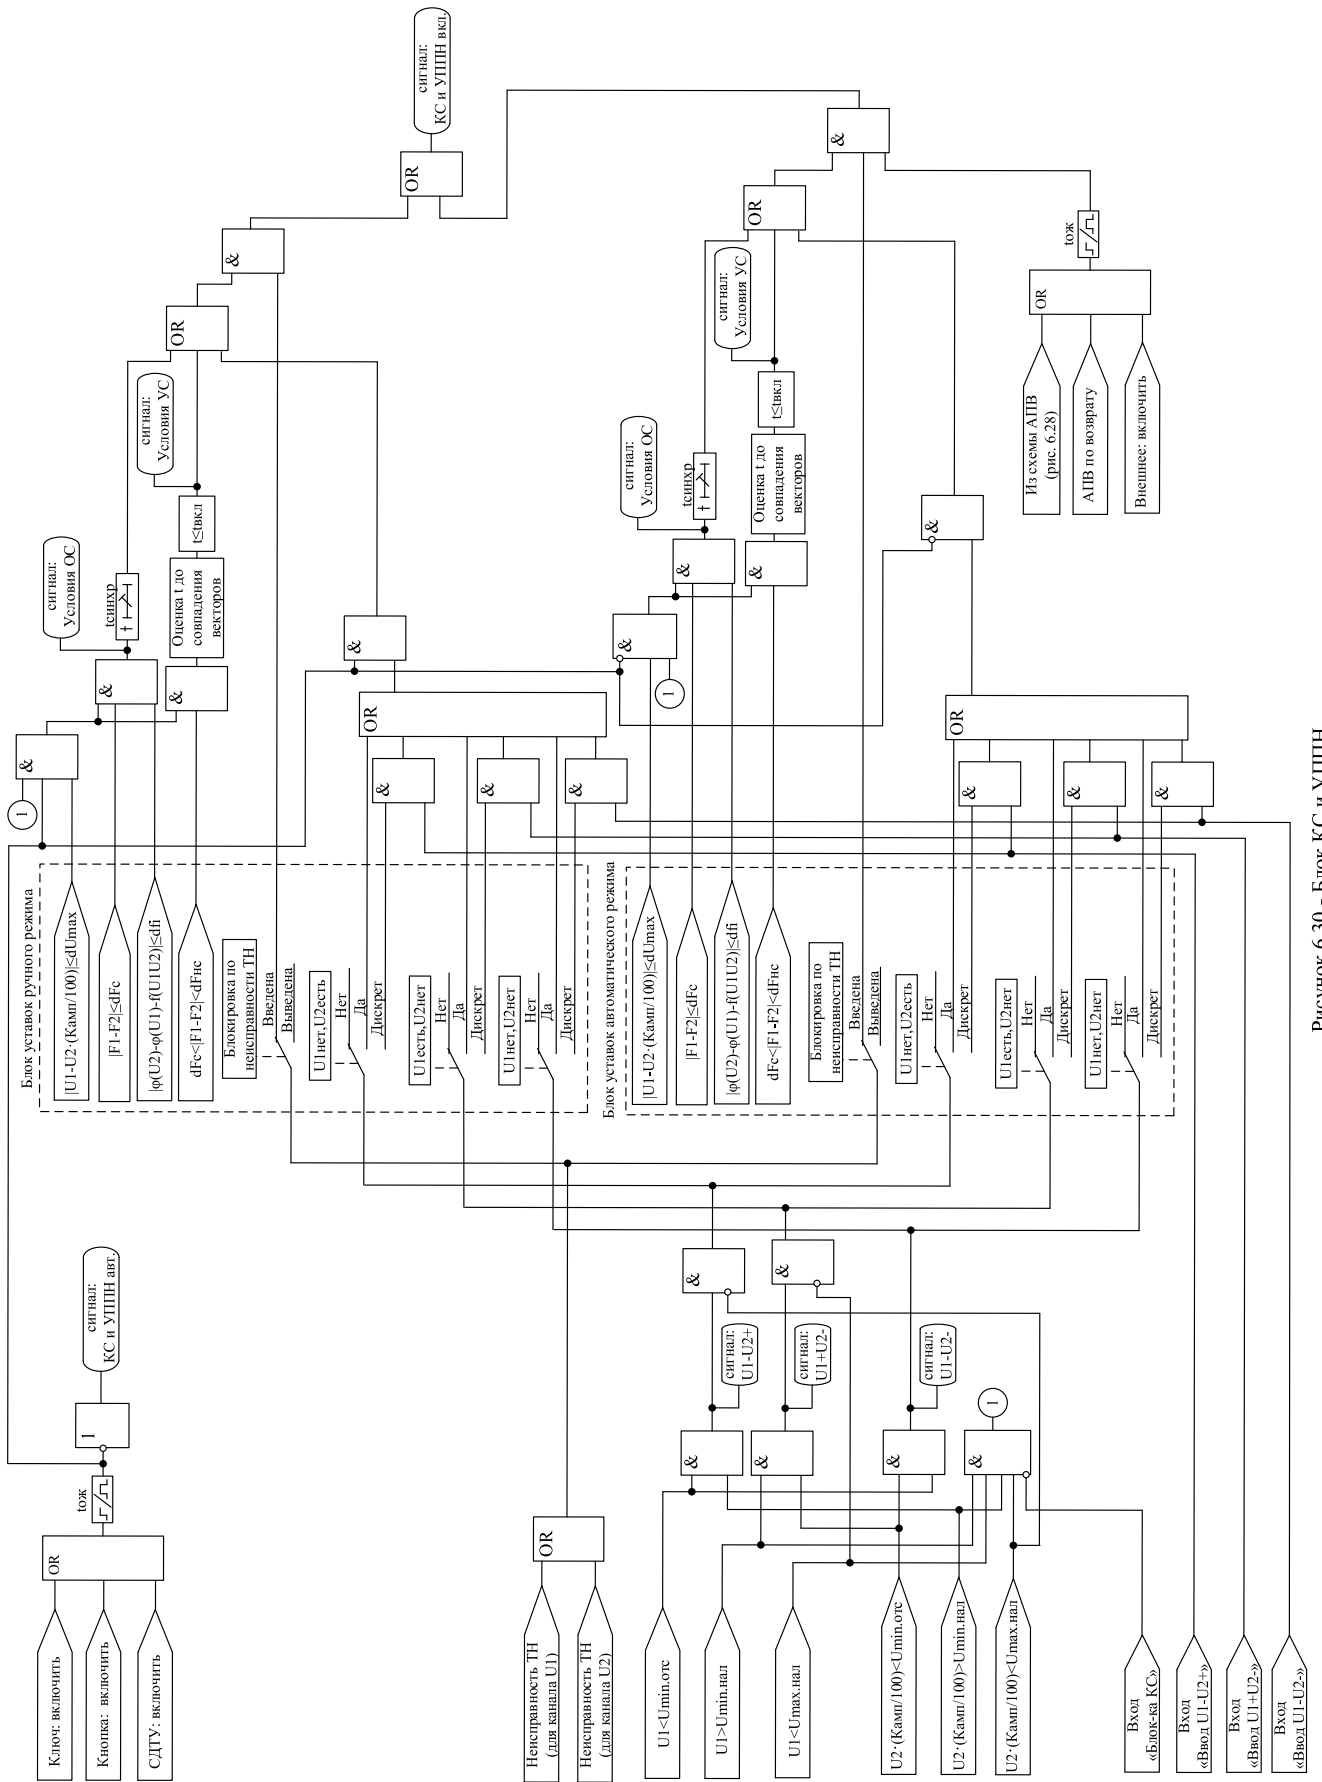 сигнал:
КС и УППН вкл.
OR
&
OR
сигнал:
Условия УС
t≤tвкл
Оценка t до
совпадения
векторов
сигнал:
Условия ОС
tсинхр
&
&
&
1
&
OR
&
&
&
&
OR
сигнал:
Условия УС
t≤tвкл
Оценка t до
совпадения
векторов
сигнал:
Условия ОС
tсинхр
&
&
&
1
&
OR
&
&
&
tож
OR
Из схемы АПВ
(рис. 6.28)
АПВ по возврату
Внешнее: включить
Блок уставок ручного режима
|U1-U2·(Kамп/100)|≤dUmax
|F1-F2|≤dFc
|φ(U2)-φ(U1)-f(U1U2)|≤dfi
dFc<|F1-F2|<dFнс
Блокировка по
неисправности ТН
Введена
Выведена
U1нет,U2есть
Нет
Да
Дискрет
U1есть,U2нет
Нет
Да
Дискрет
U1нет,U2нет
Нет
Да
Дискрет
Блок уставок автоматического режима
|U1-U2·(Kамп/100)|≤dUmax
|F1-F2|≤dFc
|φ(U2)-φ(U1)-f(U1U2)|≤dfi
dFc<|F1-F2|<dFнс
Блокировка по
неисправности ТН
Введена
Выведена
U1нет,U2есть
Нет
Да
Дискрет
U1есть,U2нет
Нет
Да
Дискрет
U1нет,U2нет
Нет
Да
Дискрет
сигнал:
КС и УППН авт.
1
tож
OR
Ключ: включить
Кнопка: включить
СДТУ: включить
OR
Неисправность ТН
(для канала U1)
Неисправность ТН
(для канала U2)
&
&
сигнал:
U1-U2+
сигнал:
U1+U2-
сигнал:
U1-U2-
1
&
&
&
&
U1<Umin.отс
U1>Umin.нал
U1<Umax.нал
U2·(Kамп/100)<Umin.отс
U2·(Kамп/100)>Umin.нал
U2·(Kамп/100)<Umax.нал
Вход
«Блок-ка КС»
Вход
«Ввод U1-U2+»
Вход
«Ввод U1+U2-»
Вход
«Ввод U1-U2-»
Рисунок 6.30 - Блок КС и УППН